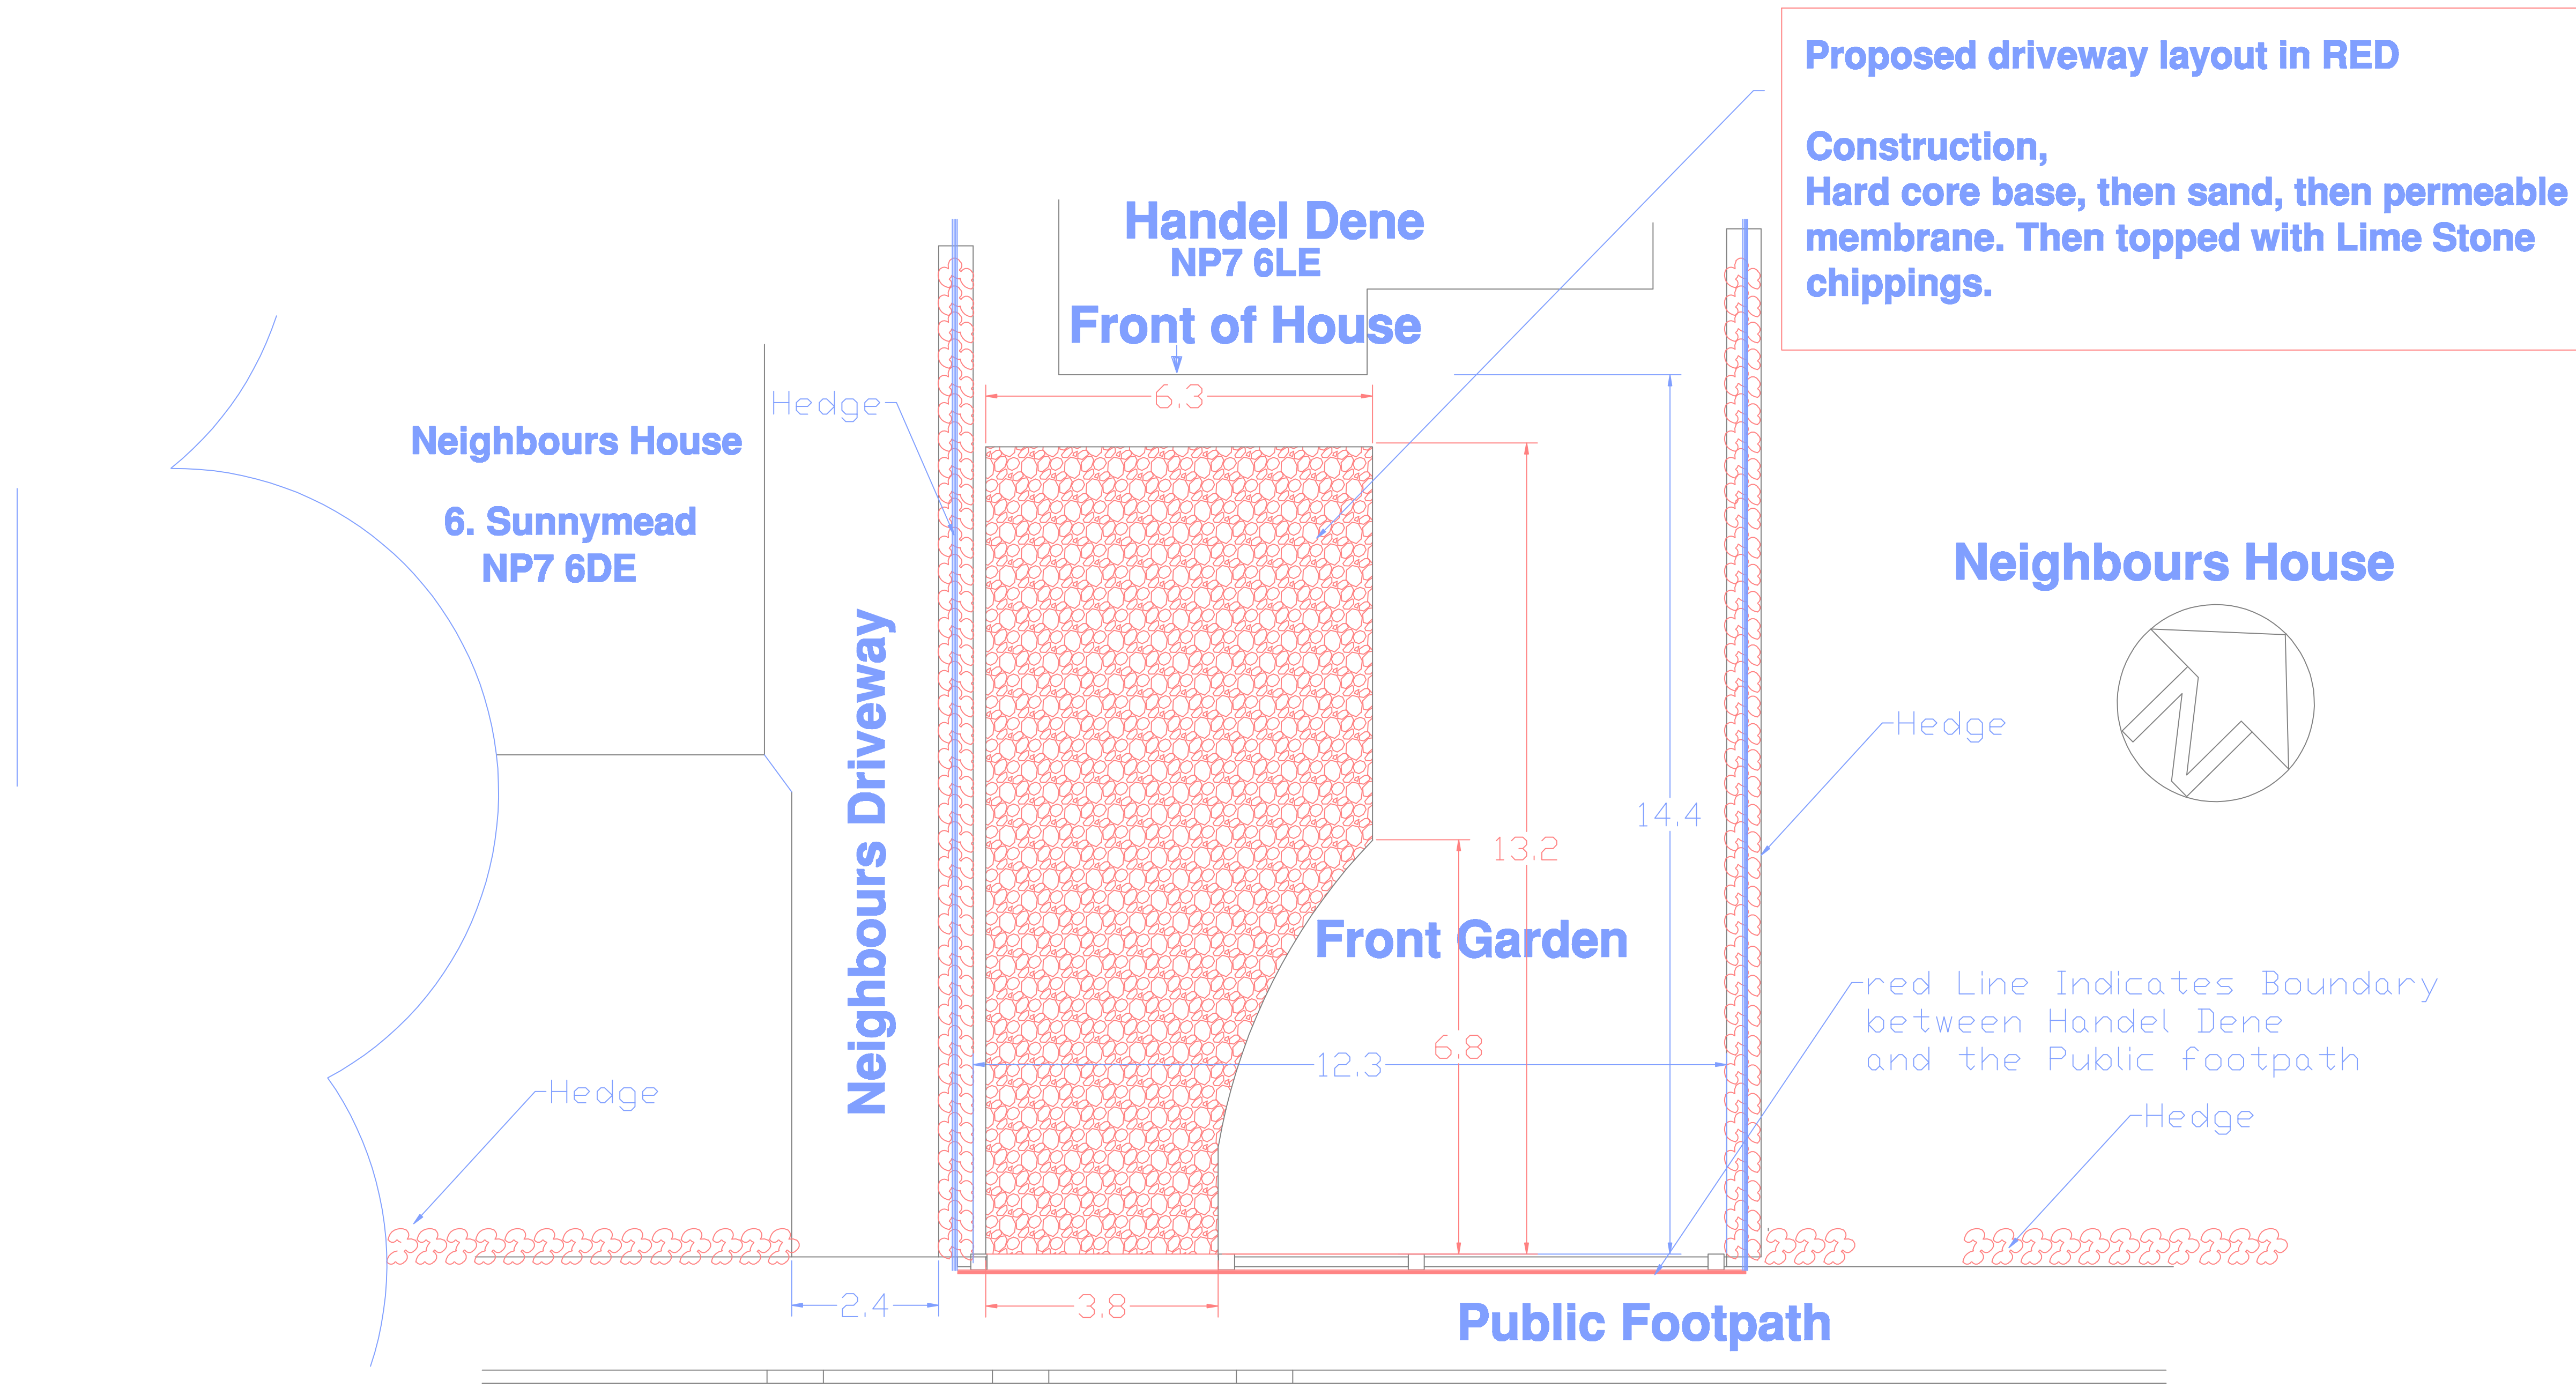 Proposed driveway layout in RED
Construction,
Hard core base, then sand, then permeable
membrane. Then topped with Lime Stone
chippings.
Handel Dene
NP7 6LE
Front of House
Hedge
6.3
Neighbours House
6. Sunnymead
NP7 6DE
Neighbours House
N
Hedge
Neighbours Driveway
14.4
13.2
Front Garden
6.8
12.3
red Line Indicates Boundary
between Handel Dene
and the Public footpath
Hedge
Hedge
2.4
3.8
Public Footpath